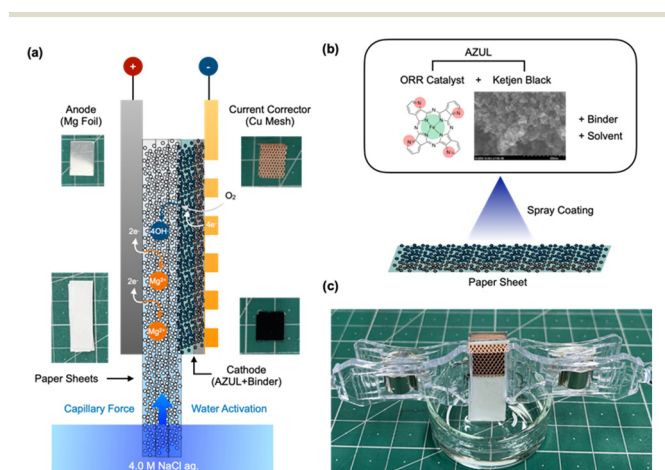 (a)
+
-
Anode
(Mg Foil)
Current Corrector
(Cu Mesh)
O₂
4OH⁻
4e⁻
2e⁻
Mg²⁺
2e⁻
Mg²⁺
Paper Sheets
Cathode
(AZUL+Binder)
Capillary Force
Water Activation
4.0 M NaCl aq.
(b)
AZUL
ORR Catalyst + Ketjen Black
+ Binder
+ Solvent
Spray Coating
Paper Sheet
(c)